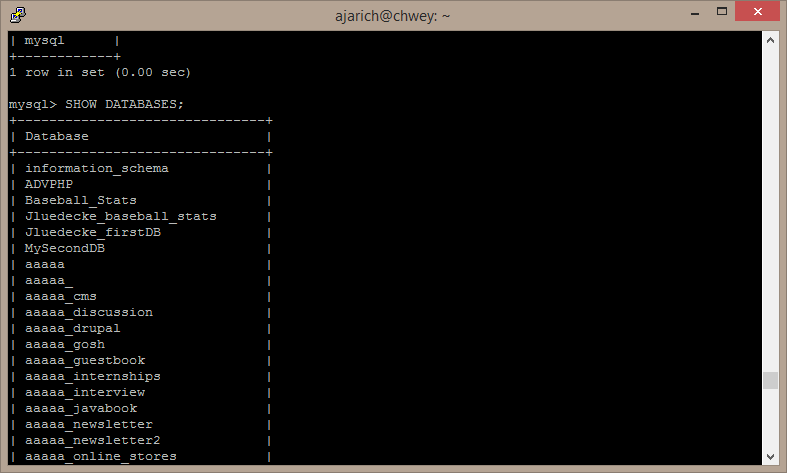 ajarich@chwey: ~
| mysql      |
+------------+
1 row in set (0.00 sec)
mysql> SHOW DATABASES;
+-------------------------------+
| Database                      |
+-------------------------------+
| information_schema            |
| ADVPHP                        |
| Baseball_Stats                |
| Jluedecke_baseball_stats      |
| Jluedecke_firstDB             |
| MySecondDB                    |
| aaaaa                         |
| aaaaa_                        |
| aaaaa_cms                     |
| aaaaa_discussion              |
| aaaaa_drupal                  |
| aaaaa_gosh                    |
| aaaaa_guestbook               |
| aaaaa_internships             |
| aaaaa_interview               |
| aaaaa_javabook                |
| aaaaa_newsletter              |
| aaaaa_newsletter2             |
| aaaaa_online_stores           |